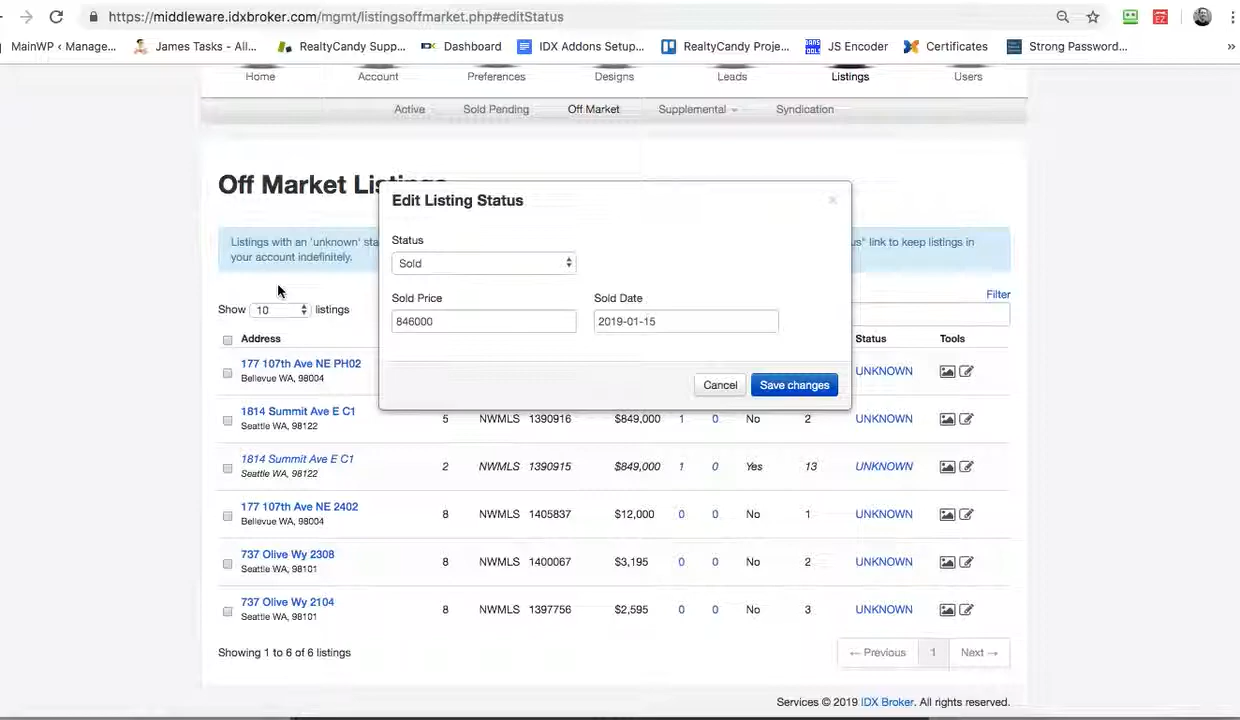 https://middleware.idxbroker.com/mgmt/listingsoffmarket.php#editStatus
MainWP ‹ Manage... James Tasks - All... RealtyCandy Supp... Dashboard IDX Addons Setup... RealtyCandy Proje... JS Encoder Certificates Strong Password... »
Home Account Preferences Designs Leads Listings Users
Active Sold Pending Off Market Supplemental Syndication
Off Market
Edit Listing Status ×
Listings with an 'unknown' sta
us" link to keep listings in
your account indefinitely.
Status
Sold
Sold Price Sold Date
846000 2019-01-15
Cancel Save changes
Filter
Show 10 listings
Address Status Tools
177 107th Ave NE PH02 UNKNOWN
Bellevue WA, 98004
1814 Summit Ave E C1 5 NWMLS 1390916 $849,000 1 0 No 2 UNKNOWN
Seattle WA, 98122
1814 Summit Ave E C1 2 NWMLS 1390915 $849,000 1 0 Yes 13 UNKNOWN
Seattle WA, 98122
177 107th Ave NE 2402 8 NWMLS 1405837 $12,000 0 0 No 1 UNKNOWN
Bellevue WA, 98004
737 Olive Wy 2308 8 NWMLS 1400067 $3,195 0 0 No 2 UNKNOWN
Seattle WA, 98101
737 Olive Wy 2104 8 NWMLS 1397756 $2,595 0 0 No 3 UNKNOWN
Seattle WA, 98101
Showing 1 to 6 of 6 listings
← Previous 1 Next →
Services © 2019 IDX Broker. All rights reserved.